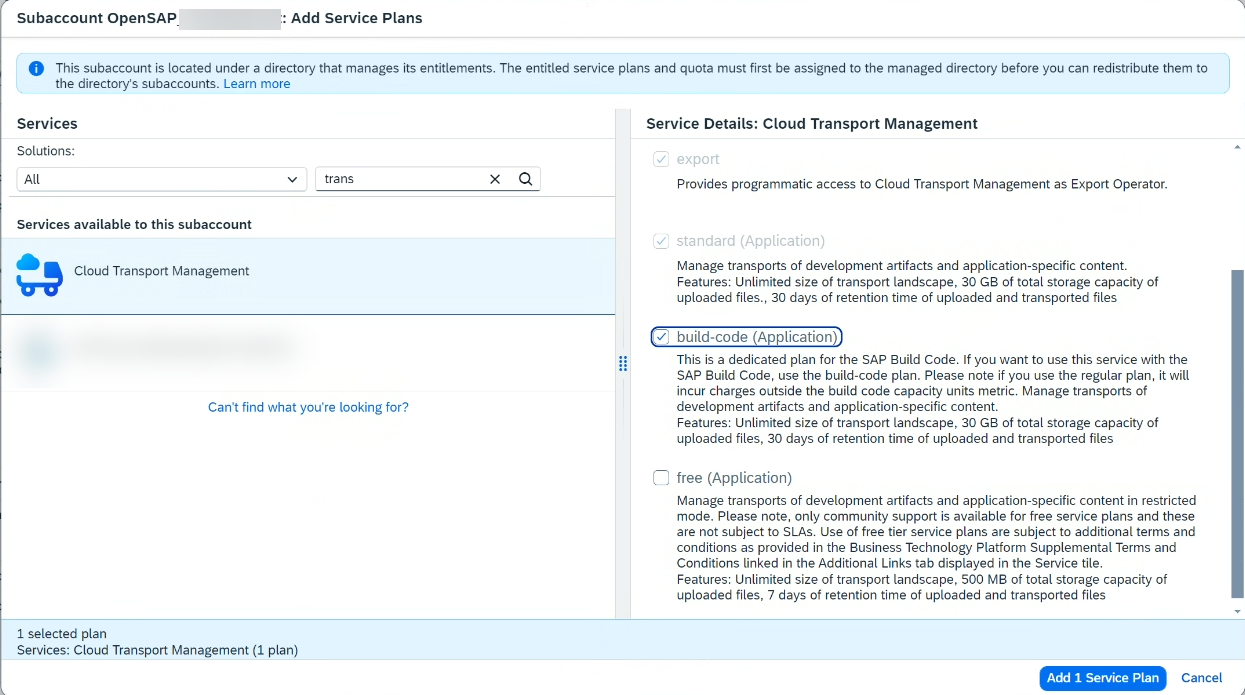 Subaccount OpenSAP_ : Add Service Plans
This subaccount is located under a directory that manages its entitlements. The entitled service plans and quota must first be assigned to the managed directory before you can redistribute them to
the directory's subaccounts. Learn more
Services
Solutions:
All
trans
Services available to this subaccount
Cloud Transport Management
Can't find what you're looking for?
Service Details: Cloud Transport Management
export
Provides programmatic access to Cloud Transport Management as Export Operator.
standard (Application)
Manage transports of development artifacts and application-specific content.
Features: Unlimited size of transport landscape, 30 GB of total storage capacity of
uploaded files., 30 days of retention time of uploaded and transported files
build-code (Application)
This is a dedicated plan for the SAP Build Code. If you want to use this service with the
SAP Build Code, use the build-code plan. Please note if you use the regular plan, it will
incur charges outside the build code capacity units metric. Manage transports of
development artifacts and application-specific content.
Features: Unlimited size of transport landscape, 30 GB of total storage capacity of
uploaded files, 30 days of retention time of uploaded and transported files
free (Application)
Manage transports of development artifacts and application-specific content in restricted
mode. Please note, only community support is available for free service plans and these
are not subject to SLAs. Use of free tier service plans are subject to additional terms and
conditions as provided in the Business Technology Platform Supplemental Terms and
Conditions linked in the Additional Links tab displayed in the Service tile.
Features: Unlimited size of transport landscape, 500 MB of total storage capacity of
uploaded files, 7 days of retention time of uploaded and transported files
1 selected plan
Services: Cloud Transport Management (1 plan)
Add 1 Service Plan
Cancel